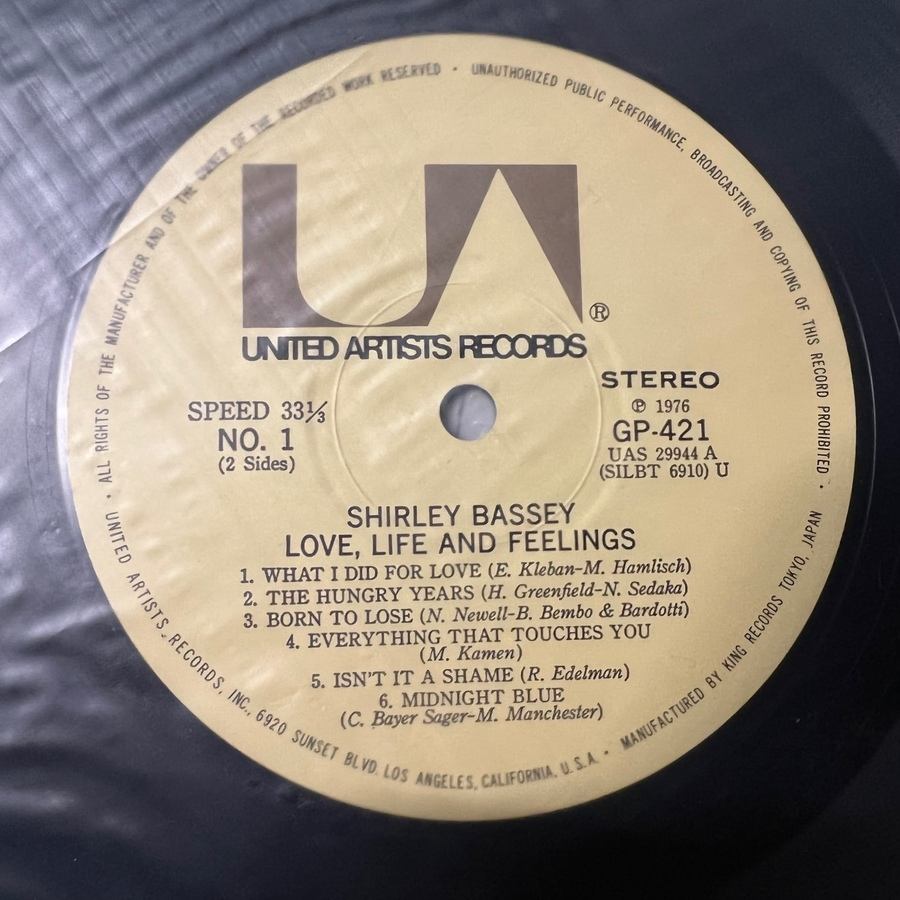 UNITED ARTISTS RECORDS, INC., 6920 SUNSET BLVD. LOS ANGELES, CALIFORNIA, U.S.A. • MANUFACTURED BY KING RECORDS TOKYO, JAPAN
• ALL RIGHTS OF THE MANUFACTURER AND OF THE OWNER OF THE RECORDED WORK RESERVED • UNAUTHORIZED PUBLIC PERFORMANCE, BROADCASTING AND COPYING OF THIS RECORD PROHIBITED •
UA ®
UNITED ARTISTS RECORDS
SPEED 33⅓
NO. 1
(2 Sides)
STEREO
℗ 1976
GP-421
UAS 29944 A
(SILBT 6910) U
SHIRLEY BASSEY
LOVE, LIFE AND FEELINGS
1. WHAT I DID FOR LOVE (E. Kleban-M. Hamlisch)
2. THE HUNGRY YEARS (H. Greenfield-N. Sedaka)
3. BORN TO LOSE (N. Newell-B. Bembo & Bardotti)
4. EVERYTHING THAT TOUCHES YOU
(M. Kamen)
5. ISN'T IT A SHAME (R. Edelman)
6. MIDNIGHT BLUE
(C. Bayer Sager-M. Manchester)